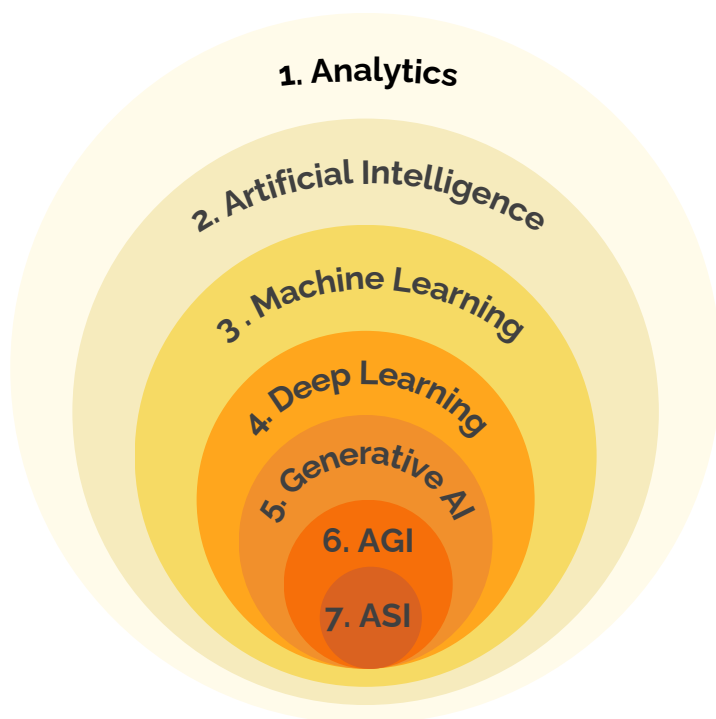 1. Analytics
2. Artificial Intelligence
3 . Machine Learning
4. Deep Learning
5. Generative AI
6. AGI
7. ASI